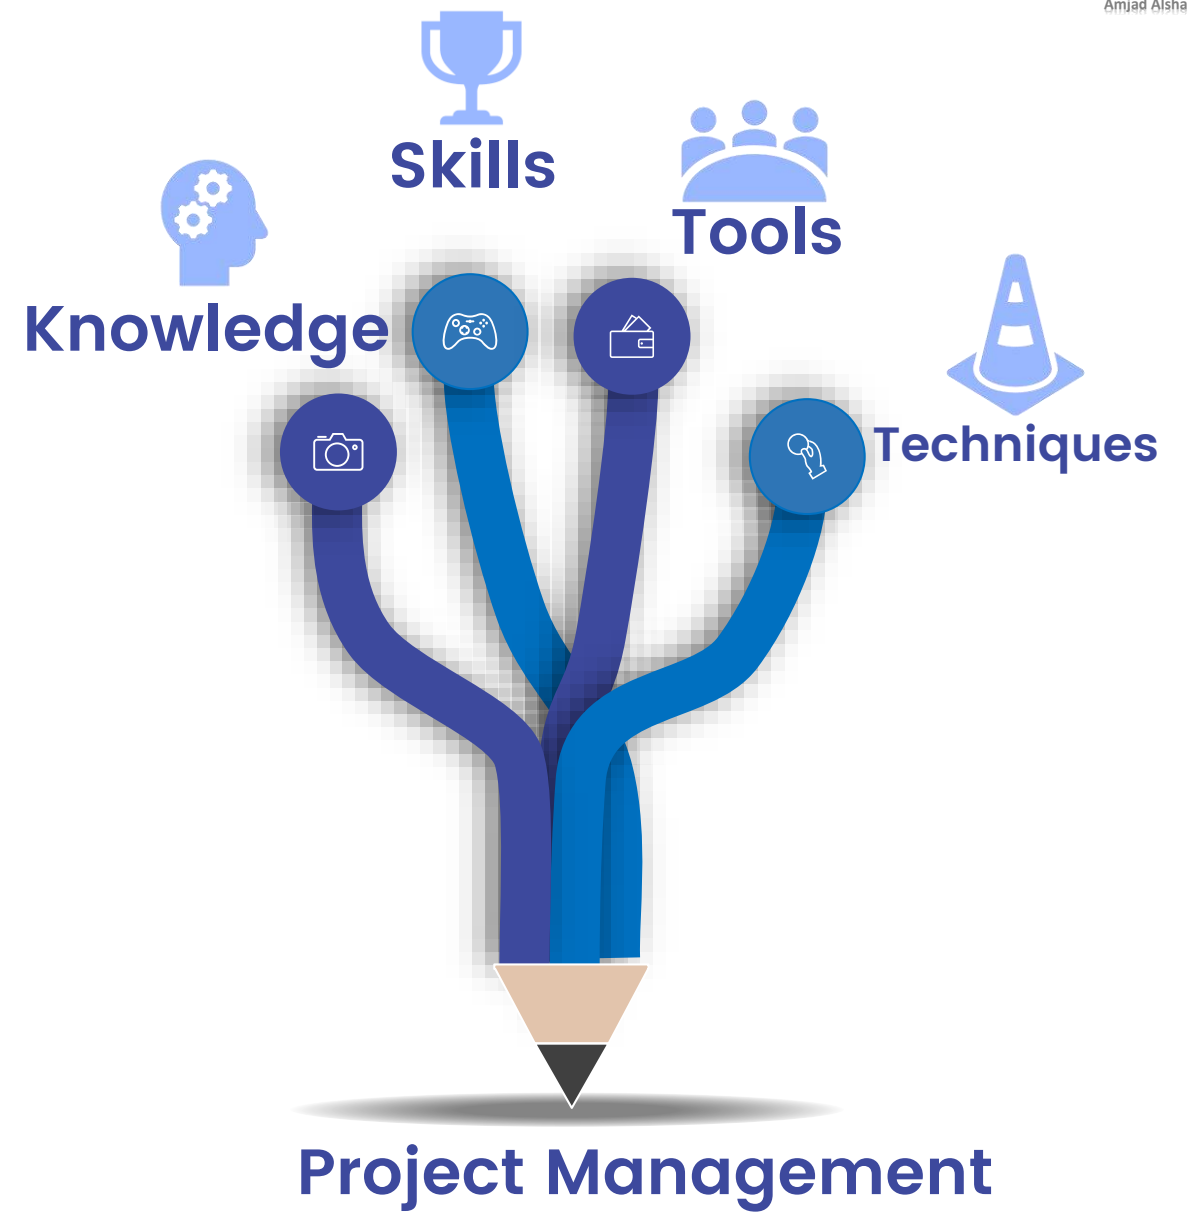 Amjad Alsha
Skills
Tools
Knowledge
Techniques
Project Management